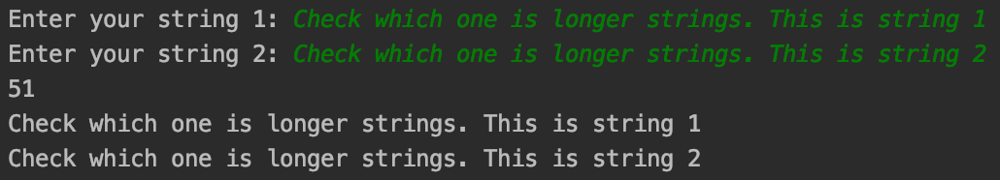 Enter your string 1: Check which one is longer strings. This is string 1
Enter your string 2: Check which one is longer strings. This is string 2
51
Check which one is longer strings. This is string 1
Check which one is longer strings. This is string 2